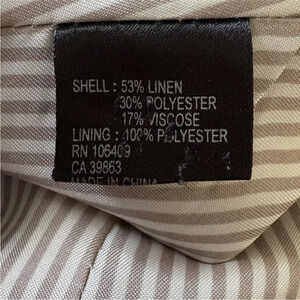 SHELL : 53% LINEN
30% POLYESTER
17% VISCOSE
LINING : 100% POLYESTER
RN 106409
CA 39863
MADE IN CHINA